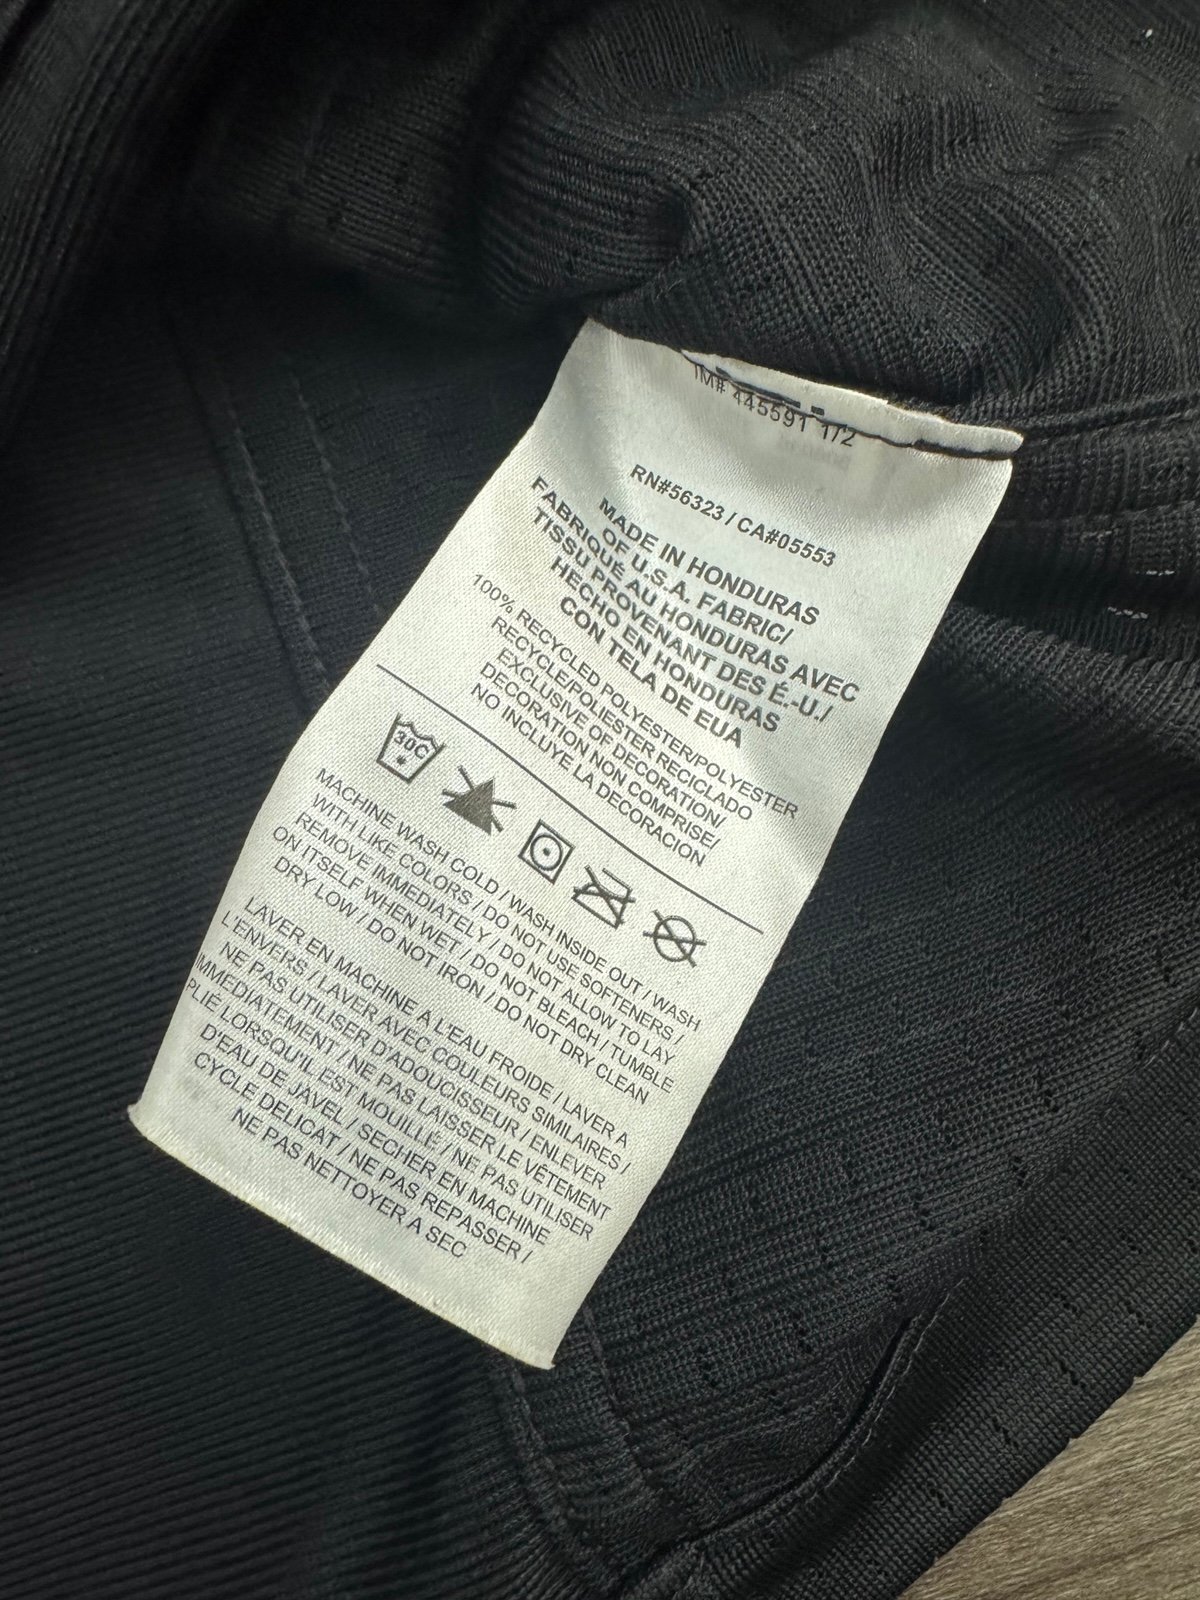 IM# 445591 1/2
RN#56323 / CA#05553
MADE IN HONDURAS
OF U.S.A. FABRIC/
FABRIQUÉ AU HONDURAS AVEC
TISSU PROVENANT DES É.-U./
HECHO EN HONDURAS
CON TELA DE EUA
100% RECYCLED POLYESTER/POLYESTER
RECYCLE/POLIESTER RECICLADO
EXCLUSIVE OF DECORATION/
DECORATION NON COMPRISE/
NO INCLUYE LA DECORACION
30C
MACHINE WASH COLD / WASH INSIDE OUT / WASH
WITH LIKE COLORS / DO NOT USE SOFTENERS /
REMOVE IMMEDIATELY / DO NOT ALLOW TO LAY
ON ITSELF WHEN WET / DO NOT BLEACH / TUMBLE
DRY LOW / DO NOT IRON / DO NOT DRY CLEAN
LAVER EN MACHINE A L'EAU FROIDE / LAVER A
L'ENVERS / LAVER AVEC COULEURS SIMILAIRES /
NE PAS UTILISER D'ADOUCISSEUR / ENLEVER
IMMEDIATEMENT / NE PAS LAISSER LE VÊTEMENT
PLIÉ LORSQU'IL EST MOUILLÉ / NE PAS UTILISER
D'EAU DE JAVEL / SECHER EN MACHINE
CYCLE DELICAT / NE PAS REPASSER /
NE PAS NETTOYER A SEC